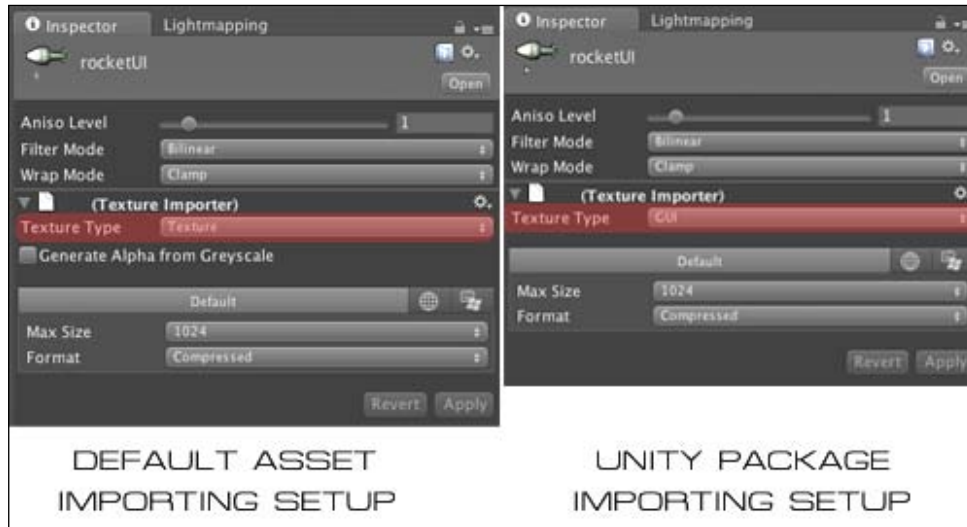 Inspector Lightmapping
rocketUI
Open
Aniso Level 1
Filter Mode Bilinear
Wrap Mode Clamp
(Texture Importer)
Texture Type Texture
Generate Alpha from Greyscale
Default
Max Size 1024
Format Compressed
Revert Apply
DEFAULT ASSET
IMPORTING SETUP
Inspector Lightmapping
rocketUI
Open
Aniso Level 1
Filter Mode Bilinear
Wrap Mode Clamp
(Texture Importer)
Texture Type GUI
Default
Max Size 1024
Format Compressed
Revert Apply
UNITY PACKAGE
IMPORTING SETUP